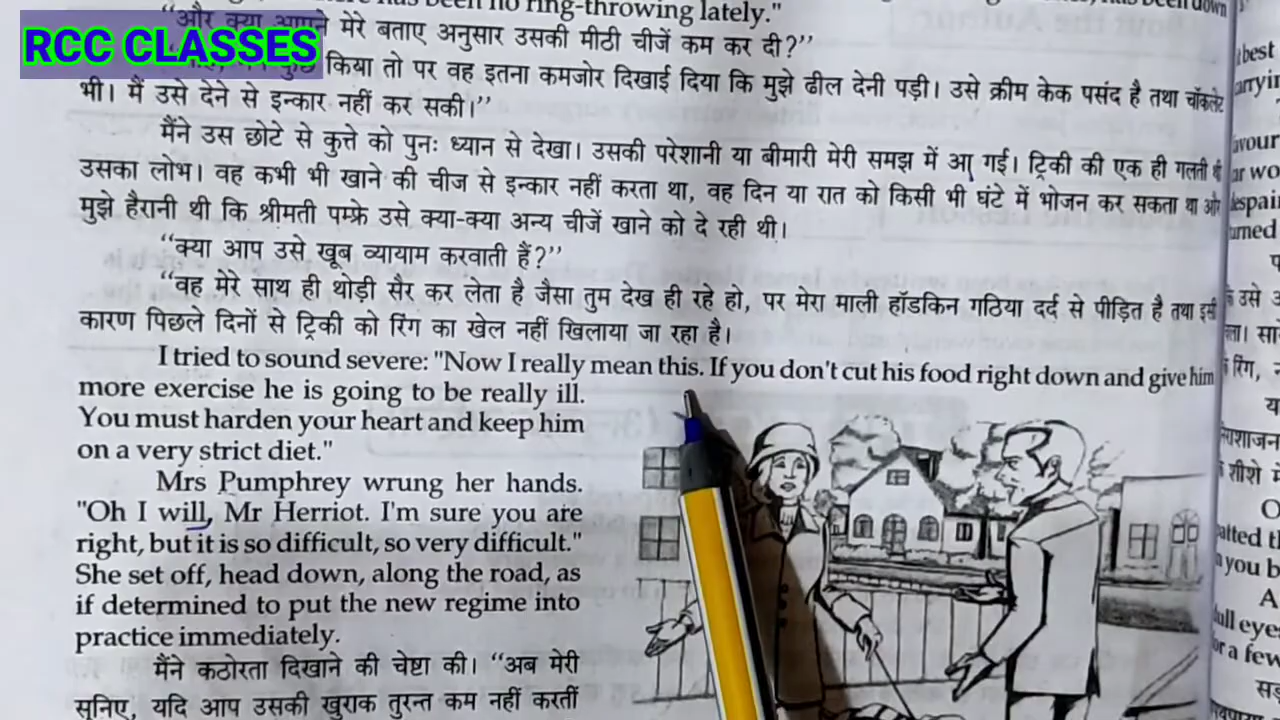 no ring-throwing lately."
RCC CLASSES
"और क्या आपने मेरे बताए अनुसार उसकी मीठी चीजें कम कर दी?"
किया तो पर वह इतना कमजोर दिखाई दिया कि मुझे ढील देनी पड़ी। उसे क्रीम केक पसंद है तथा चॉकलेट
भी। मैं उसे देने से इन्कार नहीं कर सकी।"
मैंने उस छोटे से कुत्ते को पुनः ध्यान से देखा। उसकी परेशानी या बीमारी मेरी समझ में आ गई। ट्रिकी की एक ही गलती थी
उसका लोभ। वह कभी भी खाने की चीज से इन्कार नहीं करता था, वह दिन या रात को किसी भी घंटे में भोजन कर सकता था और
मुझे हैरानी थी कि श्रीमती पम्फ्रे उसे क्या-क्या अन्य चीजें खाने को दे रही थी।
"क्या आप उसे खूब व्यायाम करवाती हैं?"
"वह मेरे साथ ही थोड़ी सैर कर लेता है जैसा तुम देख ही रहे हो, पर मेरा माली हॉडकिन गठिया दर्द से पीड़ित है तथा इसी
कारण पिछले दिनों से ट्रिकी को रिंग का खेल नहीं खिलाया जा रहा है।
I tried to sound severe: "Now I really mean this. If you don't cut his food right down and give him
more exercise he is going to be really ill.
You must harden your heart and keep him
on a very strict diet."
Mrs Pumphrey wrung her hands.
"Oh I will, Mr Herriot. I'm sure you are
right, but it is so difficult, so very difficult."
She set off, head down, along the road, as
if determined to put the new regime into
practice immediately.
मैंने कठोरता दिखाने की चेष्टा की। "अब मेरी
सुनिए, यदि आप उसकी खुराक तुरन्त कम नहीं करतीं